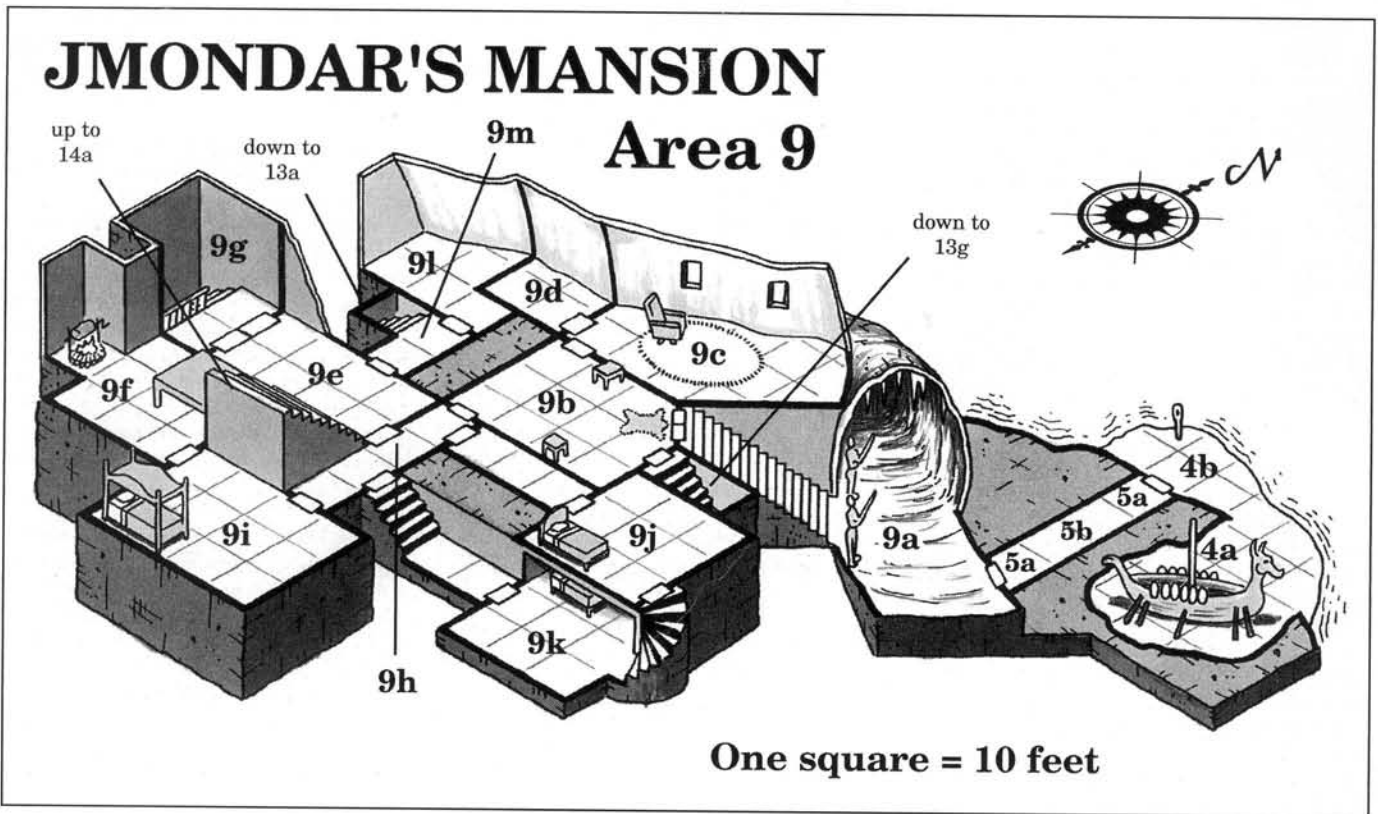 JMONDAR'S MANSION
Area 9
up to
14a
down to
13a
9m
N
down to
13g
9g
9l
9d
9c
9e
9f
9b
4b
5a
5b
4a
9i
9j
9a
5a
9k
9h
One square = 10 feet